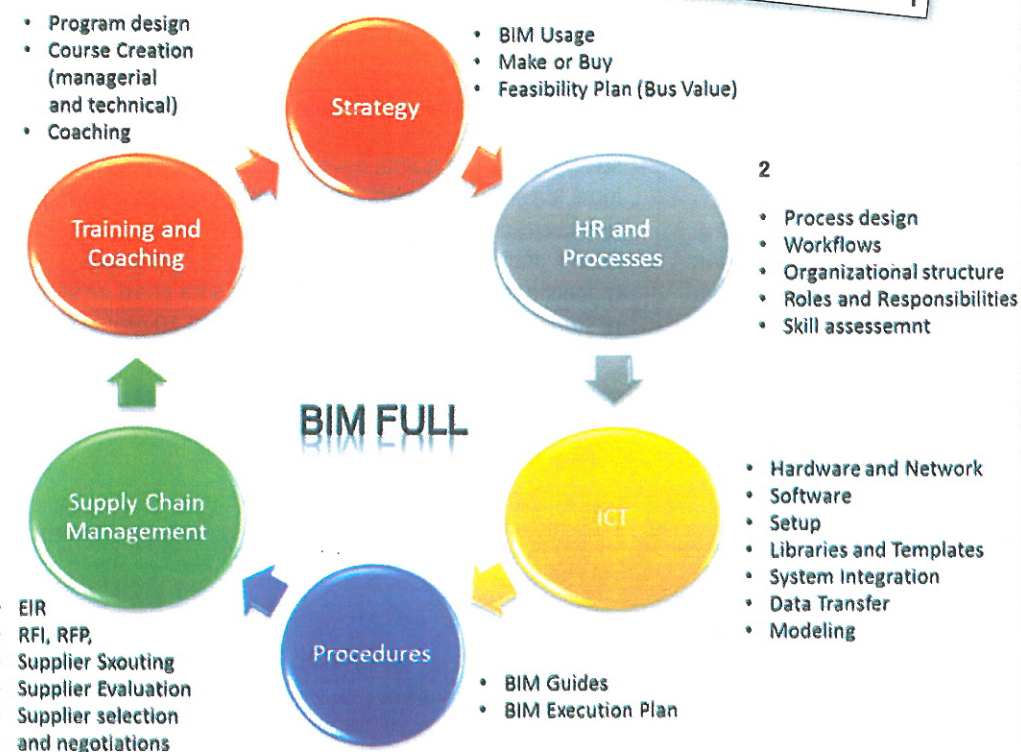 Program design
Course Creation
(managerial
and technical)
Coaching
Strategy
BIM Usage
Make or Buy
Feasibility Plan (Bus Value)
Training and
Coaching
HR and
Processes
2
Process design
Workflows
Organizational structure
Roles and Responsibilities
Skill assessemnt
BIM FULL
Supply Chain
Management
ICT
Hardware and Network
Software
Setup
Libraries and Templates
System Integration
Data Transfer
Modeling
EIR
RFI, RFP,
Supplier Sxouting
Supplier Evaluation
Supplier selection
and negotiations
Procedures
BIM Guides
BIM Execution Plan